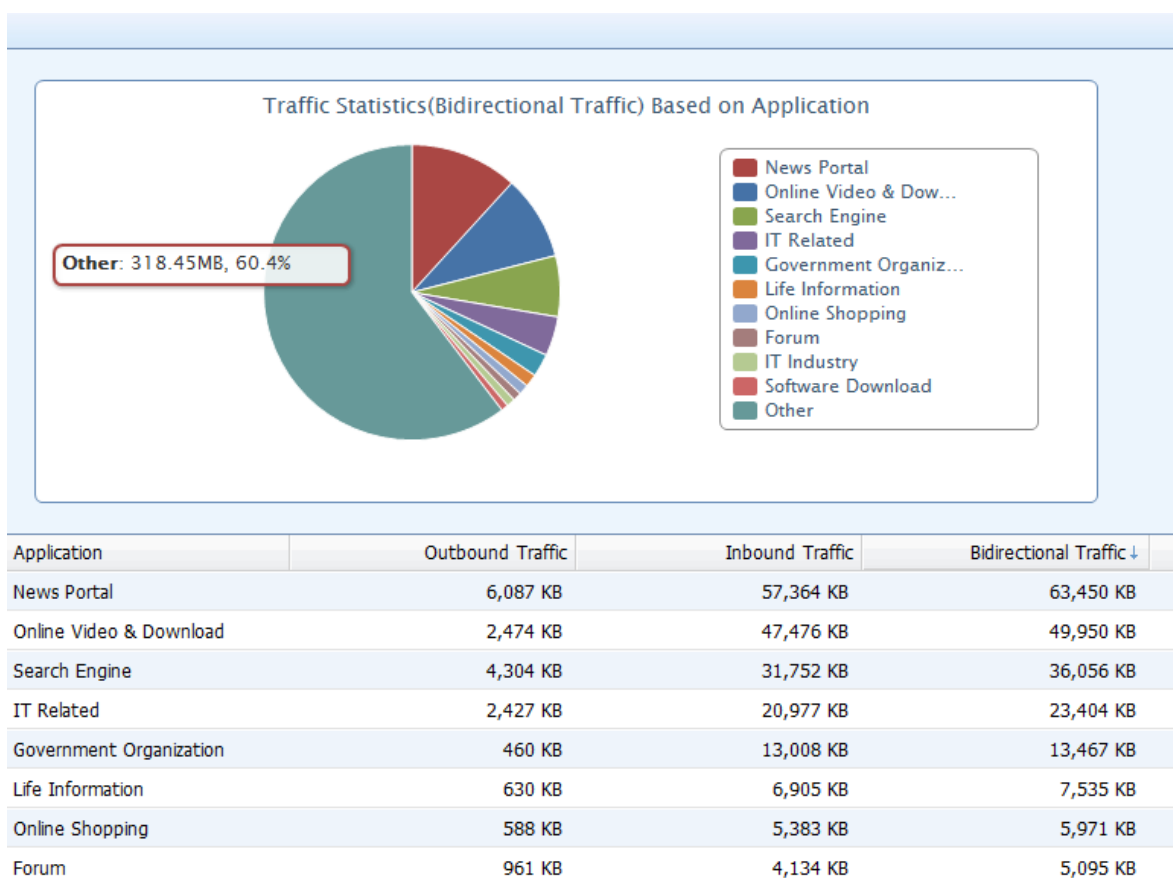 Traffic Statistics(Bidirectional Traffic) Based on Application
News Portal
Online Video & Dow...
Search Engine
IT Related
Government Organiz...
Life Information
Online Shopping
Forum
IT Industry
Software Download
Other
Other: 318.45MB, 60.4%
Application Outbound Traffic Inbound Traffic Bidirectional Traffic↓
News Portal 6,087 KB 57,364 KB 63,450 KB
Online Video & Download 2,474 KB 47,476 KB 49,950 KB
Search Engine 4,304 KB 31,752 KB 36,056 KB
IT Related 2,427 KB 20,977 KB 23,404 KB
Government Organization 460 KB 13,008 KB 13,467 KB
Life Information 630 KB 6,905 KB 7,535 KB
Online Shopping 588 KB 5,383 KB 5,971 KB
Forum 961 KB 4,134 KB 5,095 KB